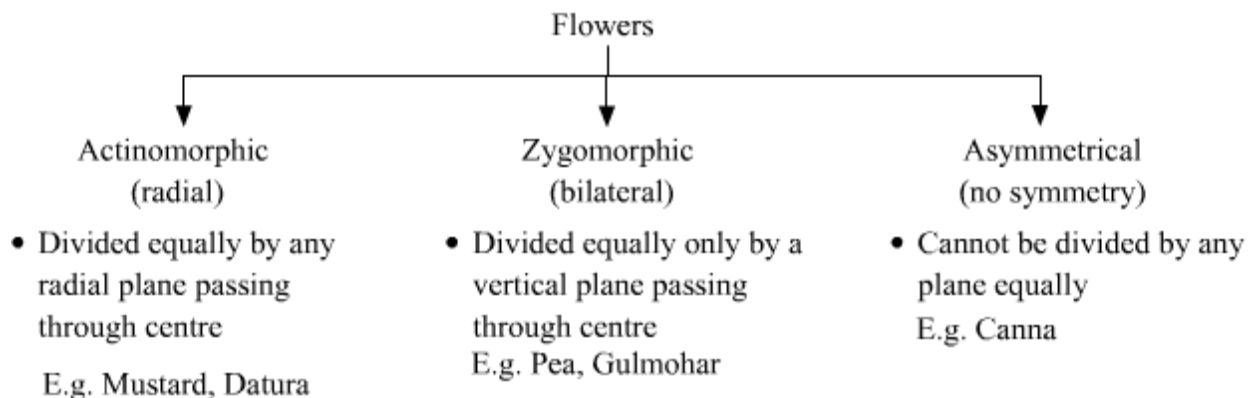 Flowers
Actinomorphic
(radial)
• Divided equally by any
radial plane passing
through centre
E.g. Mustard, Datura
Zygomorphic
(bilateral)
• Divided equally only by a
vertical plane passing
through centre
E.g. Pea, Gulmohar
Asymmetrical
(no symmetry)
• Cannot be divided by any
plane equally
E.g. Canna